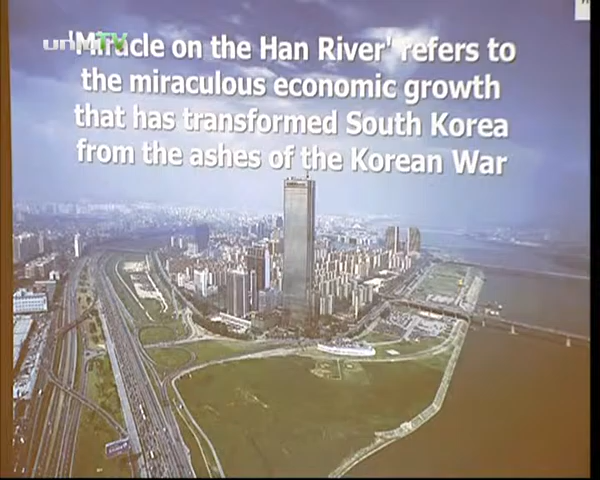 'Miracle on the Han River' refers to
the miraculous economic growth
that has transformed South Korea
from the ashes of the Korean War